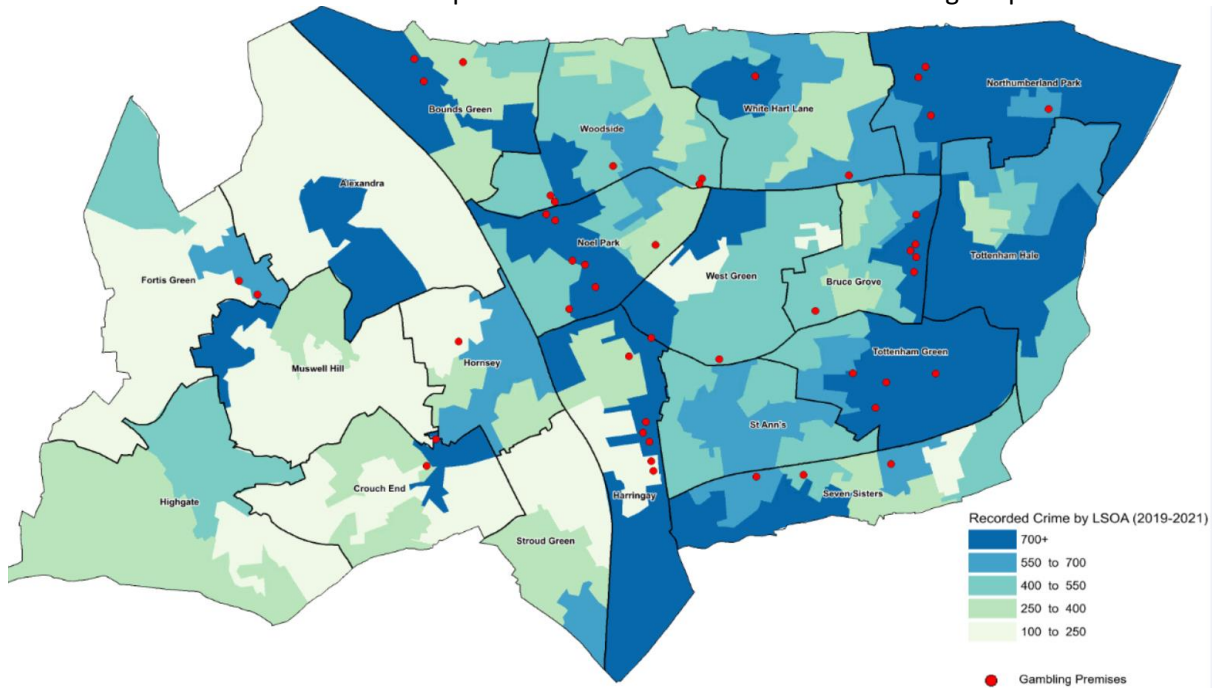 Bounds Green
Northumberland Park
White Hart Lane
Woodside
Alexandra
Noel Park
Tottenham Hale
West Green
Fortis Green
Bruce Grove
Tottenham Green
Muswell Hill
Hornsey
St Ann's
Crouch End
Seven Sisters
Highgate
Harringay
Stroud Green
Recorded Crime by LSOA (2019-2021)
700+
550 to 700
400 to 550
250 to 400
100 to 250
Gambling Premises